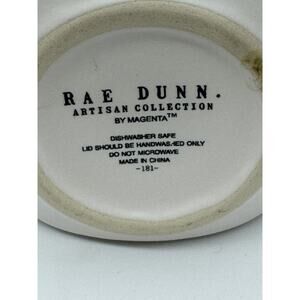 RAE DUNN.
ARTISAN COLLECTION
BY MAGENTA™
DISHWASHER SAFE
LID SHOULD BE HANDWASHED ONLY
DO NOT MICROWAVE
MADE IN CHINA
-181-